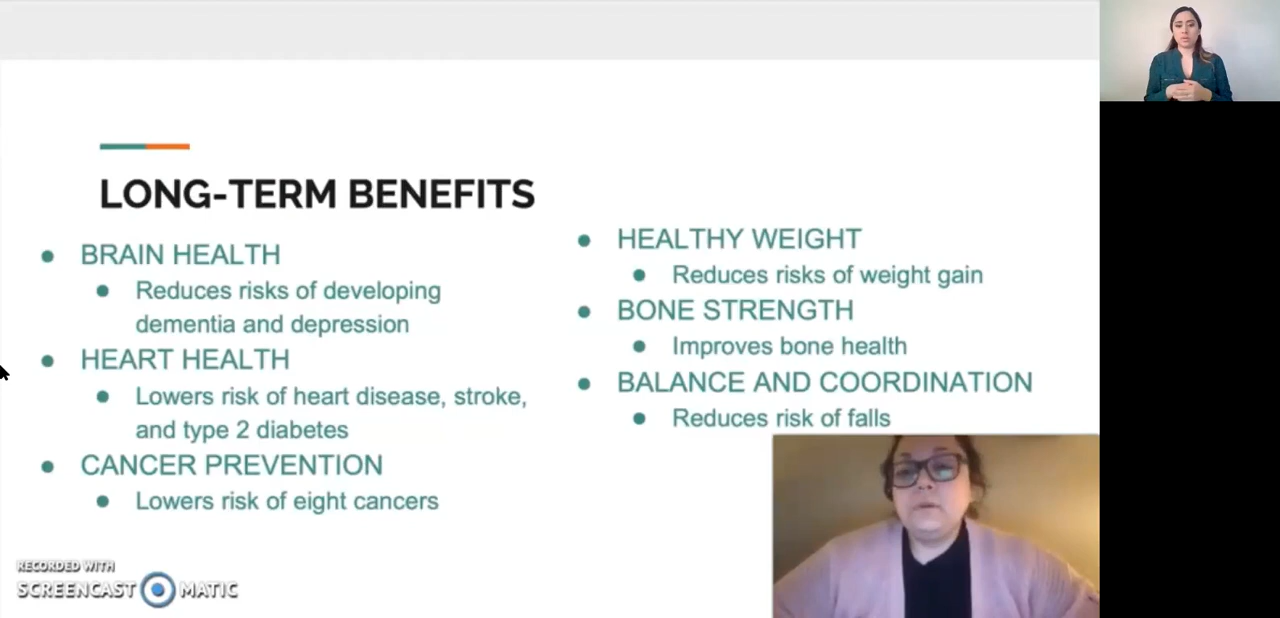 LONG-TERM BENEFITS
BRAIN HEALTH
Reduces risks of developing
dementia and depression
HEART HEALTH
Lowers risk of heart disease, stroke,
and type 2 diabetes
CANCER PREVENTION
Lowers risk of eight cancers
HEALTHY WEIGHT
Reduces risks of weight gain
BONE STRENGTH
Improves bone health
BALANCE AND COORDINATION
Reduces risk of falls
RECORDED WITH
SCREENCAST MATIC